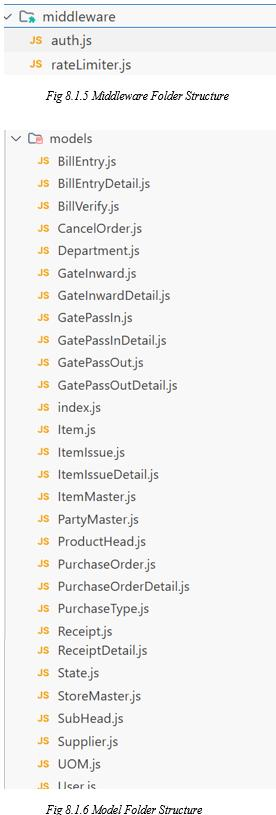 middleware
JS auth.js
JS rateLimiter.js
Fig 8.1.5 Middleware Folder Structure
models
JS BillEntry.js
JS BillEntryDetail.js
JS BillVerify.js
JS CancelOrder.js
JS Department.js
JS GateInward.js
JS GateInwardDetail.js
JS GatePassIn.js
JS GatePassInDetail.js
JS GatePassOut.js
JS GatePassOutDetail.js
JS index.js
JS Item.js
JS ItemIssue.js
JS ItemIssueDetail.js
JS ItemMaster.js
JS PartyMaster.js
JS ProductHead.js
JS PurchaseOrder.js
JS PurchaseOrderDetail.js
JS PurchaseType.js
JS Receipt.js
JS ReceiptDetail.js
JS State.js
JS StoreMaster.js
JS SubHead.js
JS Supplier.js
JS UOM.js
JS User.js
Fig 8.1.6 Model Folder Structure